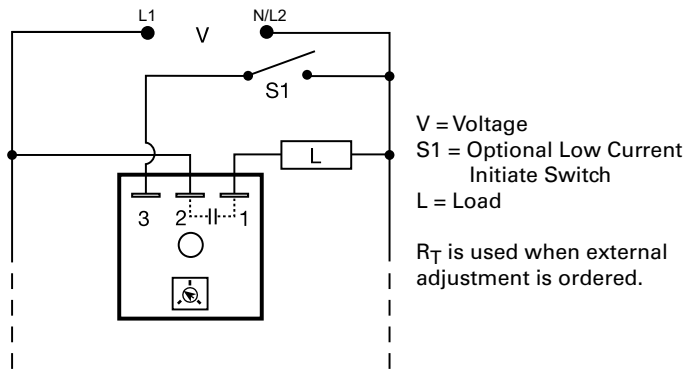 L1 V N/L2
S1
L
3 2 1
V = Voltage
S1 = Optional Low Current
Initiate Switch
L = Load
R_T is used when external
adjustment is ordered.